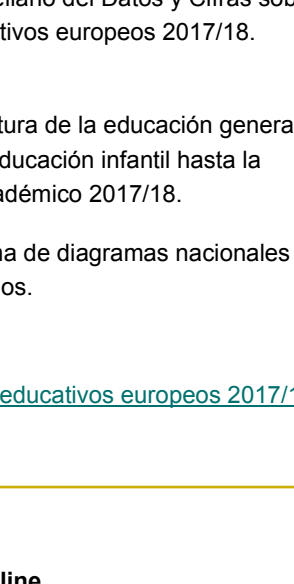 ellano del Datos y Cifras sob
tivos europeos 2017/18.
tura de la educación genera
ducación infantil hasta la
adémico 2017/18.
na de diagramas nacionales
os.
educativos europeos 2017/1
line